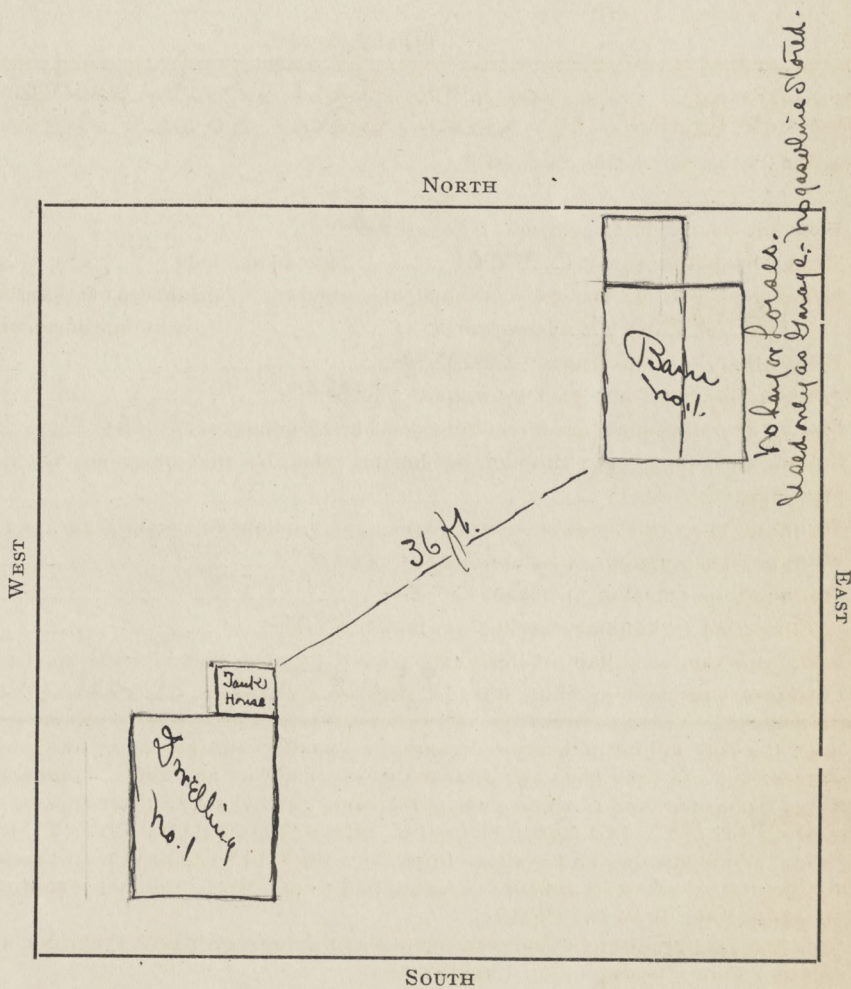 NORTH
No hay or horses.
Used only as Garage. No gasoline stored.
Barn
No. 1.
36 ft.
WEST
EAST
Tank
House
Dwelling
No. 1
SOUTH